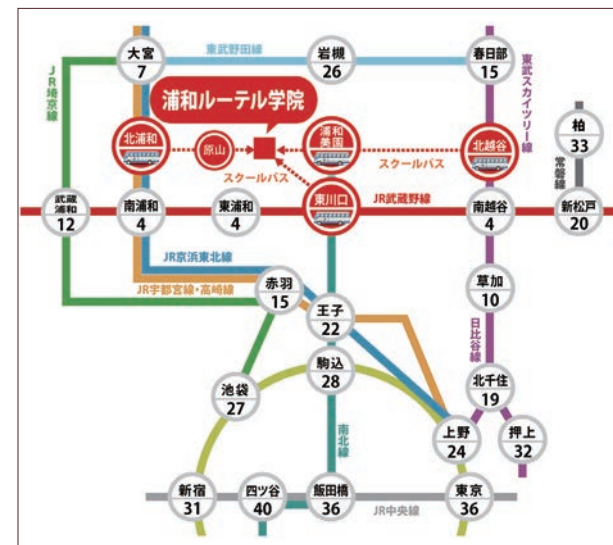 大宮
7
東武野田線
岩槻
26
春日部
15
東武スカイツリー線
JR埼京線
浦和ルーテル学院
柏
33
常磐線
北浦和
原山
浦和
美園
北越谷
スクールバス
スクールバス
東川口
JR武蔵野線
武蔵
浦和
12
南浦和
4
東浦和
4
南越谷
4
新松戸
20
JR京浜東北線
JR宇都宮線・高崎線
赤羽
15
王子
22
草加
10
日比谷線
駒込
28
池袋
27
北千住
19
南北線
上野
24
押上
32
新宿
31
四ツ谷
40
飯田橋
36
JR中央線
東京
36